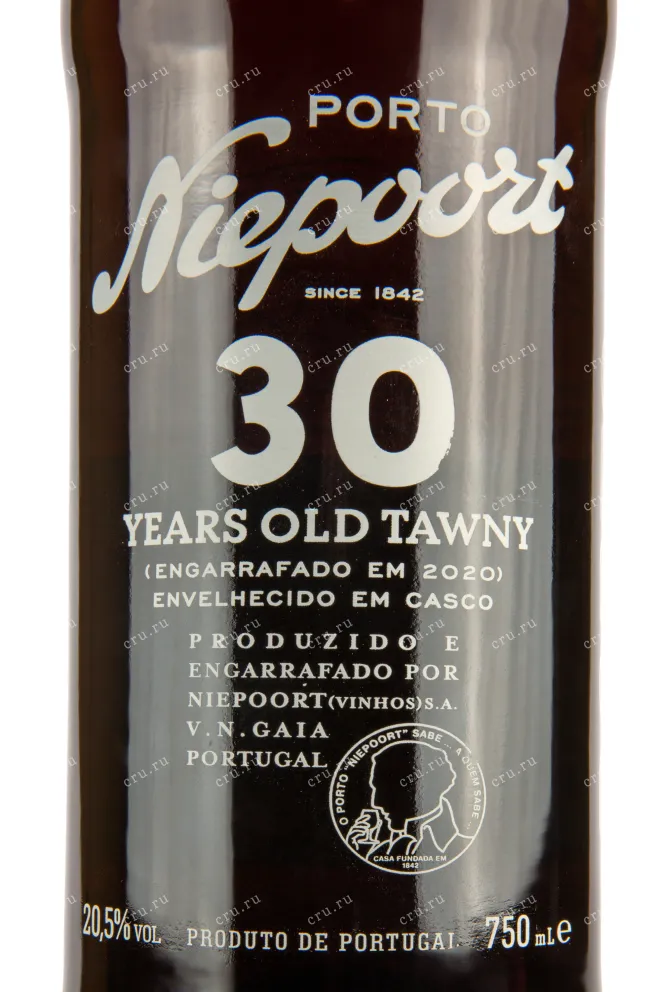 PORTO
Niepoort
SINCE 1842
30
YEARS OLD TAWNY
(ENGARRAFADO EM 2020)
ENVELHECIDO EM CASCO
PRODUZIDO E
ENGARRAFADO POR
NIEPOORT (VINHOS) S.A.
V.N. GAIA
PORTUGAL
O PORTO "NIEPOORT" SABE .. A QUEM SABE
CASA FUNDADA EM
1842
20,5% VOL PRODUTO DE PORTUGAL 750 mL e
cru.ru